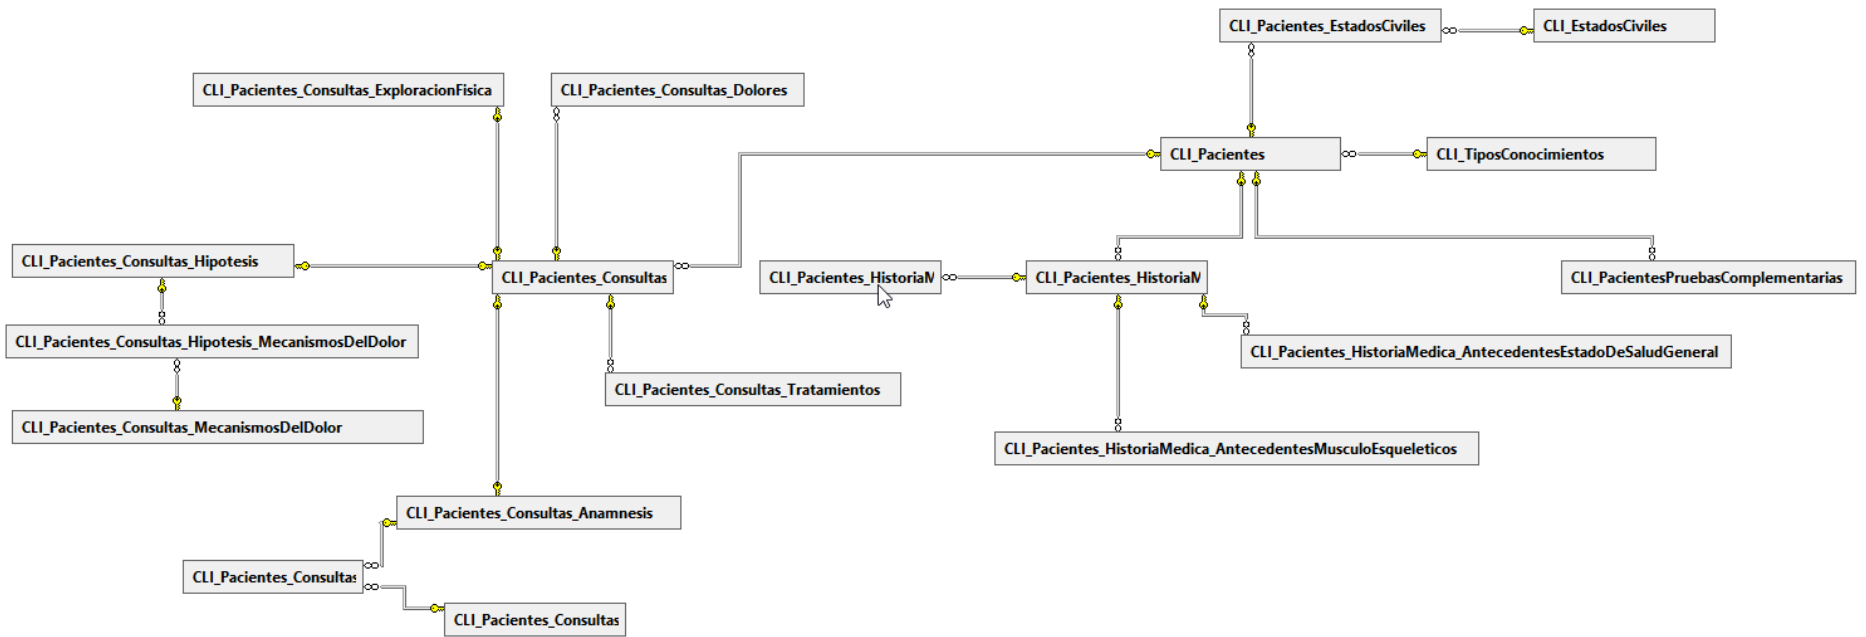 CLI_Pacientes_EstadosCiviles
CLI_EstadosCiviles
CLI_Pacientes_Consultas_ExploracionFisica
CLI_Pacientes_Consultas_Dolores
CLI_Pacientes
CLI_TiposConocimientos
CLI_Pacientes_Consultas_Hipotesis
CLI_Pacientes_Consultas
CLI_Pacientes_HistoriaM
CLI_Pacientes_HistoriaM
CLI_PacientesPruebasComplementarias
CLI_Pacientes_Consultas_Hipotesis_MecanismosDelDolor
CLI_Pacientes_HistoriaMedica_AntecedentesEstadoDeSaludGeneral
CLI_Pacientes_Consultas_Tratamientos
CLI_Pacientes_Consultas_MecanismosDelDolor
CLI_Pacientes_HistoriaMedica_AntecedentesMusculoEsqueleticos
CLI_Pacientes_Consultas_Anamnesis
CLI_Pacientes_Consultas
CLI_Pacientes_Consultas